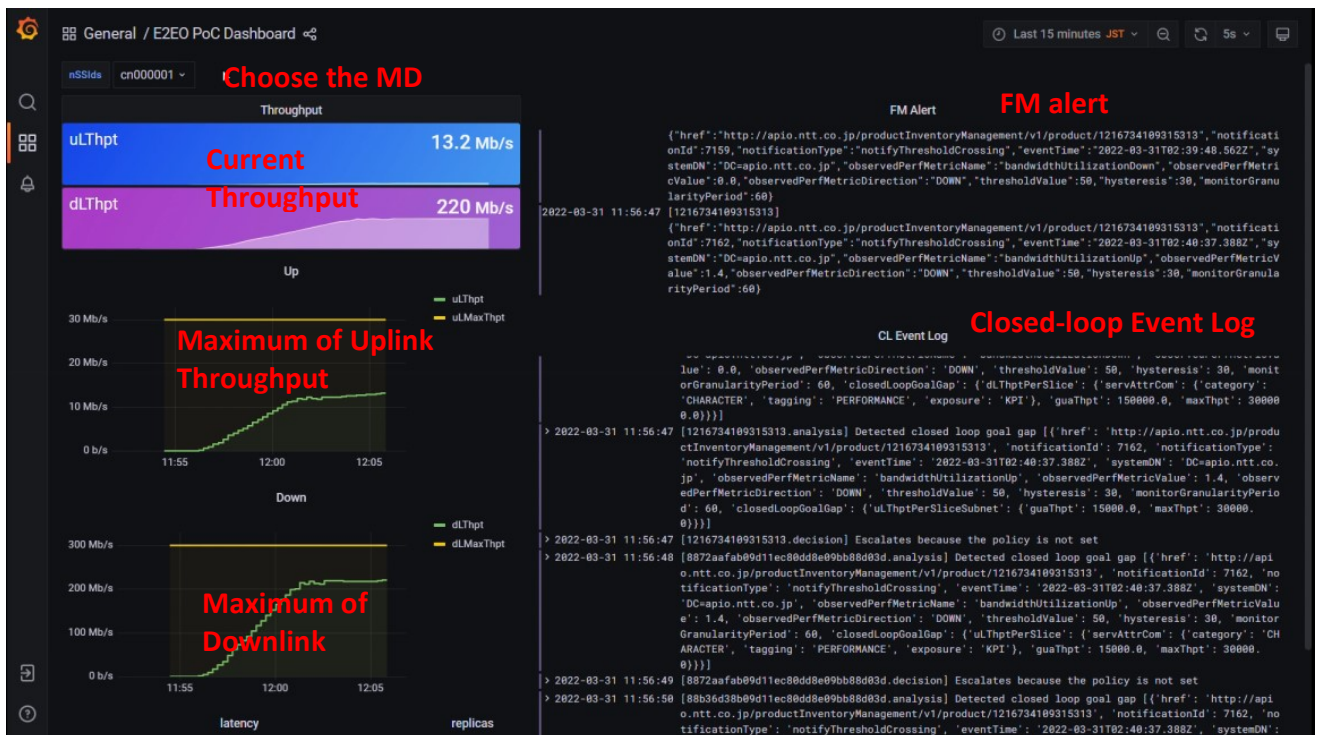 General / E2EO PoC Dashboard
Last 15 minutes JST
5s
nSSIds cn000001
Choose the MD
Throughput
uLThpt 13.2 Mb/s
Current
Throughput
dLThpt 220 Mb/s
Up
uLThpt
uLMaxThpt
30 Mb/s
20 Mb/s
10 Mb/s
0 b/s
11:55 12:00 12:05
Maximum of Uplink
Throughput
Down
dLThpt
dLMaxThpt
300 Mb/s
200 Mb/s
100 Mb/s
0 b/s
11:55 12:00 12:05
Maximum of
Downlink
latency replicas
FM Alert
FM alert
{"href":"http://apio.ntt.co.jp/productInventoryManagement/v1/product/1216734109315313","notificati
onId":7159,"notificationType":"notifyThresholdCrossing","eventTime":"2022-03-31T02:39:48.562Z","sy
stemDN":"DC=apio.ntt.co.jp","observedPerfMetricName":"bandwidthUtilizationDown","observedPerfMetri
cValue":0.0,"observedPerfMetricDirection":"DOWN","thresholdValue":50,"hysteresis":30,"monitorGranu
larityPeriod":60}
2022-03-31 11:56:47 [1216734109315313]
{"href":"http://apio.ntt.co.jp/productInventoryManagement/v1/product/1216734109315313","notificati
onId":7162,"notificationType":"notifyThresholdCrossing","eventTime":"2022-03-31T02:40:37.388Z","sy
stemDN":"DC=apio.ntt.co.jp","observedPerfMetricName":"bandwidthUtilizationUp","observedPerfMetricV
alue":1.4,"observedPerfMetricDirection":"DOWN","thresholdValue":50,"hysteresis":30,"monitorGranula
rityPeriod":60}
Closed-loop Event Log
CL Event Log
lue': 0.0, 'observedPerfMetricDirection': 'DOWN', 'thresholdValue': 50, 'hysteresis': 30, 'monit
orGranularityPeriod': 60, 'closedLoopGoalGap': {'dLThptPerSlice': {'servAttrCom': {'category':
'CHARACTER', 'tagging': 'PERFORMANCE', 'exposure': 'KPI'}, 'guaThpt': 150000.0, 'maxThpt': 30000
0.0}}}]
> 2022-03-31 11:56:47 [1216734109315313.analysis] Detected closed loop goal gap [{'href': 'http://apio.ntt.co.jp/produ
ctInventoryManagement/v1/product/1216734109315313', 'notificationId': 7162, 'notificationType':
'notifyThresholdCrossing', 'eventTime': '2022-03-31T02:40:37.388Z', 'systemDN': 'DC=apio.ntt.co.
jp', 'observedPerfMetricName': 'bandwidthUtilizationUp', 'observedPerfMetricValue': 1.4, 'observ
edPerfMetricDirection': 'DOWN', 'thresholdValue': 50, 'hysteresis': 30, 'monitorGranularityPerio
d': 60, 'closedLoopGoalGap': {'uLThptPerSliceSubnet': {'guaThpt': 15000.0, 'maxThpt': 30000.
0}}}]
> 2022-03-31 11:56:47 [1216734109315313.decision] Escalates because the policy is not set
> 2022-03-31 11:56:48 [8872aafab09d11ec80dd8e09bb88d03d.analysis] Detected closed loop goal gap [{'href': 'http://api
o.ntt.co.jp/productInventoryManagement/v1/product/1216734109315313', 'notificationId': 7162, 'no
tificationType': 'notifyThresholdCrossing', 'eventTime': '2022-03-31T02:40:37.388Z', 'systemDN':
'DC=apio.ntt.co.jp', 'observedPerfMetricName': 'bandwidthUtilizationUp', 'observedPerfMetricValu
e': 1.4, 'observedPerfMetricDirection': 'DOWN', 'thresholdValue': 50, 'hysteresis': 30, 'monitor
GranularityPeriod': 60, 'closedLoopGoalGap': {'uLThptPerSlice': {'servAttrCom': {'category': 'CH
ARACTER', 'tagging': 'PERFORMANCE', 'exposure': 'KPI'}, 'guaThpt': 15000.0, 'maxThpt': 30000.
0}}}]
> 2022-03-31 11:56:49 [8872aafab09d11ec80dd8e09bb88d03d.decision] Escalates because the policy is not set
> 2022-03-31 11:56:50 [88b36d38b09d11ec80dd8e09bb88d03d.analysis] Detected closed loop goal gap [{'href': 'http://api
o.ntt.co.jp/productInventoryManagement/v1/product/1216734109315313', 'notificationId': 7162, 'no
tificationType': 'notifyThresholdCrossing', 'eventTime': '2022-03-31T02:40:37.388Z', 'systemDN':